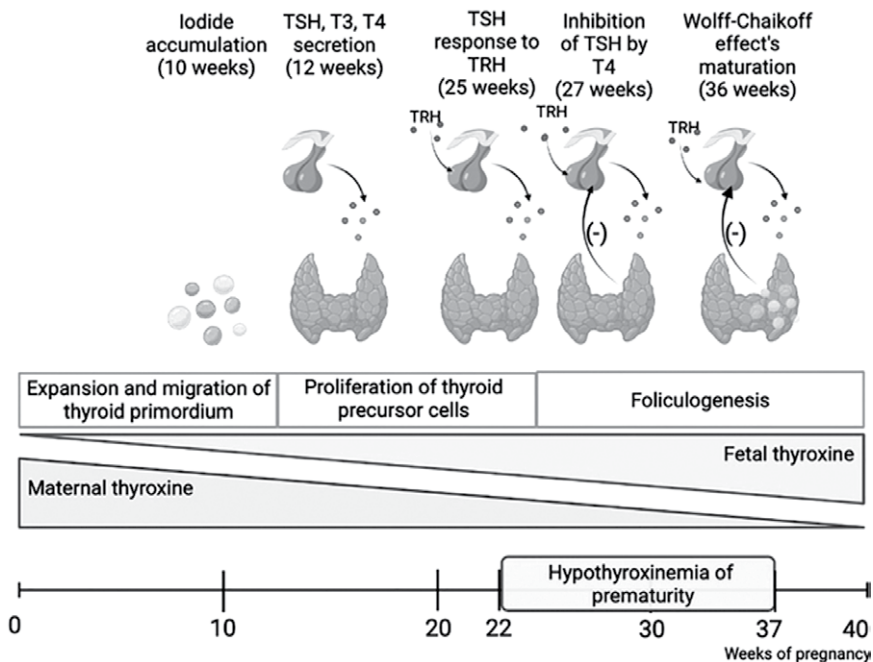 Iodide
accumulation
(10 weeks)
TSH, T3, T4
secretion
(12 weeks)
TSH
response to
TRH
(25 weeks)
Inhibition
of TSH by
T4
(27 weeks)
Wolff-Chaikoff
effect's
maturation
(36 weeks)
TRH
TRH
TRH
(-)
(-)
Expansion and migration of
thyroid primordium
Proliferation of thyroid
precursor cells
Foliculogenesis
Fetal thyroxine
Maternal thyroxine
Hypothyroxinemia of
prematurity
0
10
20
22
30
37
40
Weeks of pregnancy